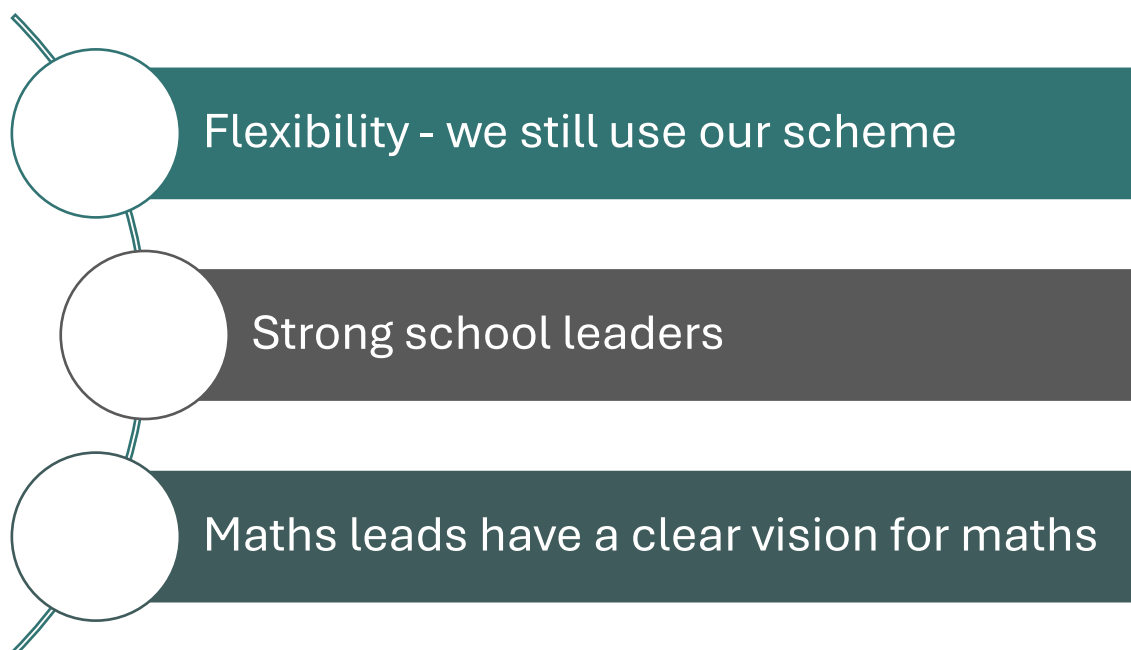 Flexibility - we still use our scheme
Strong school leaders
Maths leads have a clear vision for maths